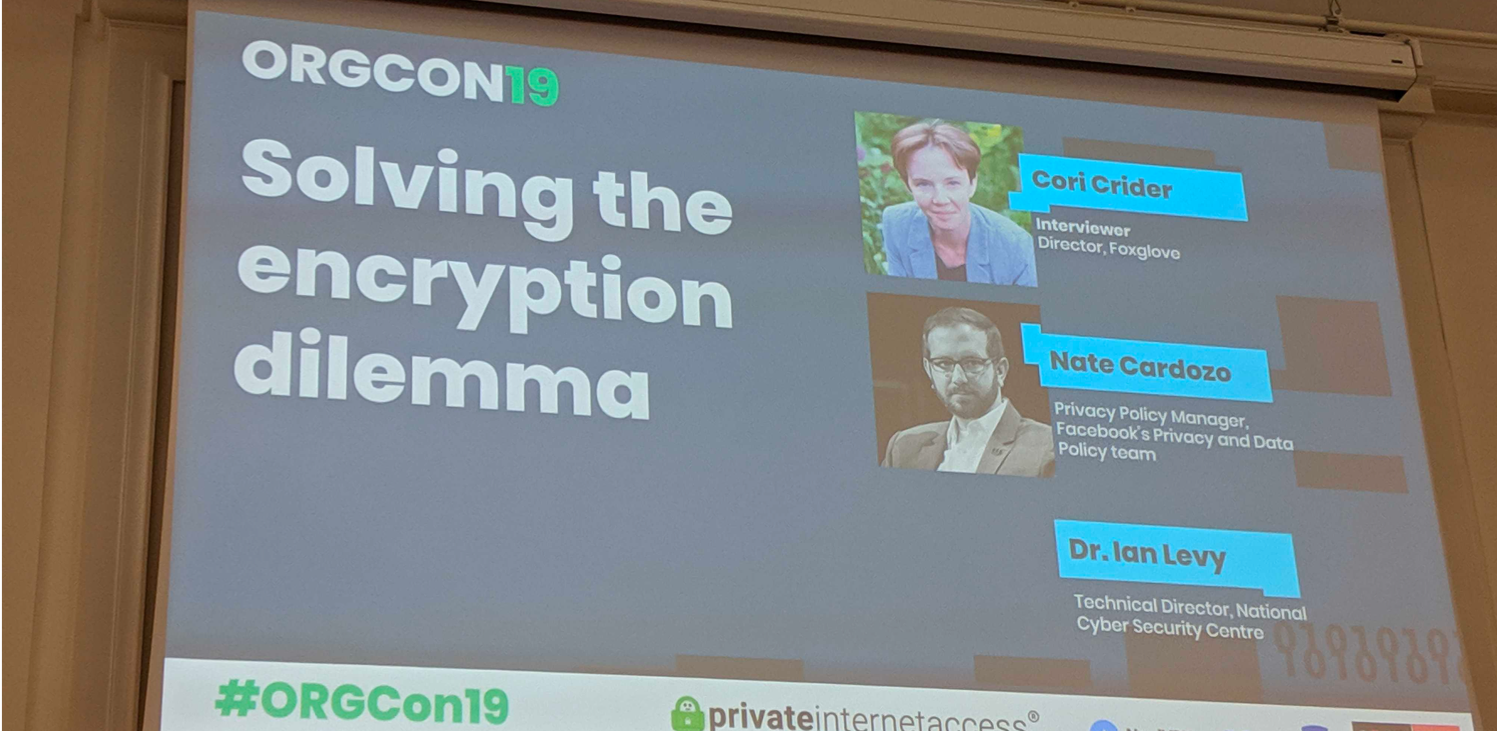 ORGCON19
Solving the
encryption
dilemma
Cori Crider
Interviewer
Director, Foxglove
Nate Cardozo
Privacy Policy Manager,
Facebook's Privacy and Data
Policy team
Dr. Ian Levy
Technical Director, National
Cyber Security Centre
#ORGCon19
privateinternetaccess®